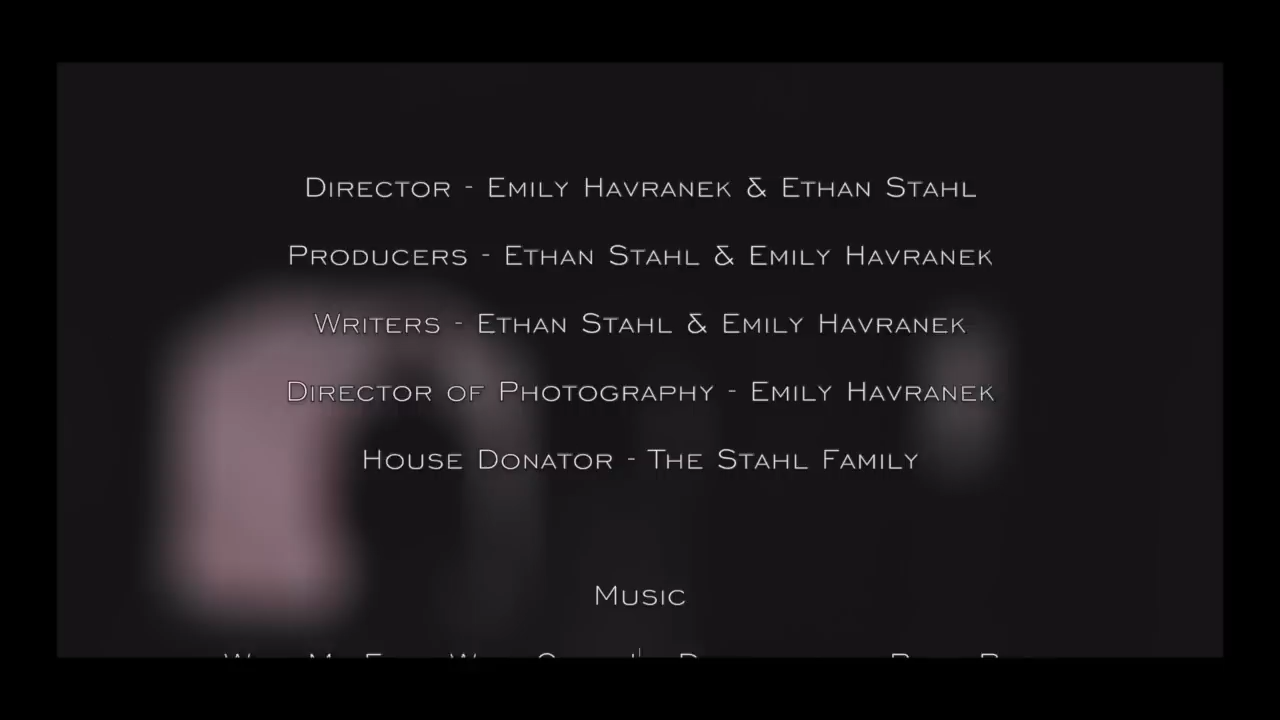 Director - Emily Havranek & Ethan Stahl
Producers - Ethan Stahl & Emily Havranek
Writers - Ethan Stahl & Emily Havranek
Director of Photography - Emily Havranek
House Donator - The Stahl Family
Music